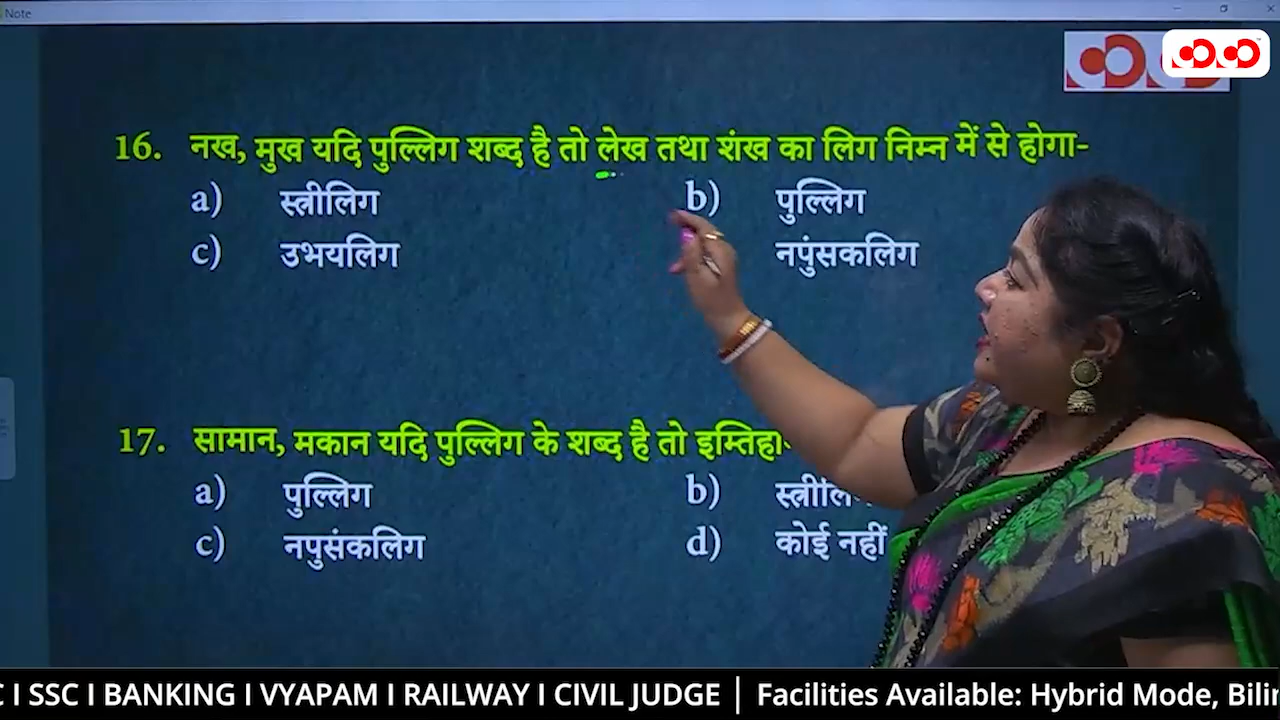 Note
16. नख, मुख यदि पुल्लिग शब्द है तो लेख तथा शंख का लिग निम्न में से होगा-
a) स्त्रीलिग b) पुल्लिग
c) उभयलिग नपुंसकलिग
17. सामान, मकान यदि पुल्लिग के शब्द है तो
a) पुल्लिग b)
c) नपुसंकलिग d) कोई नहीं
I SSC I BANKING I VYAPAM I RAILWAY I CIVIL JUDGE | Facilities Available: Hybrid Mode,